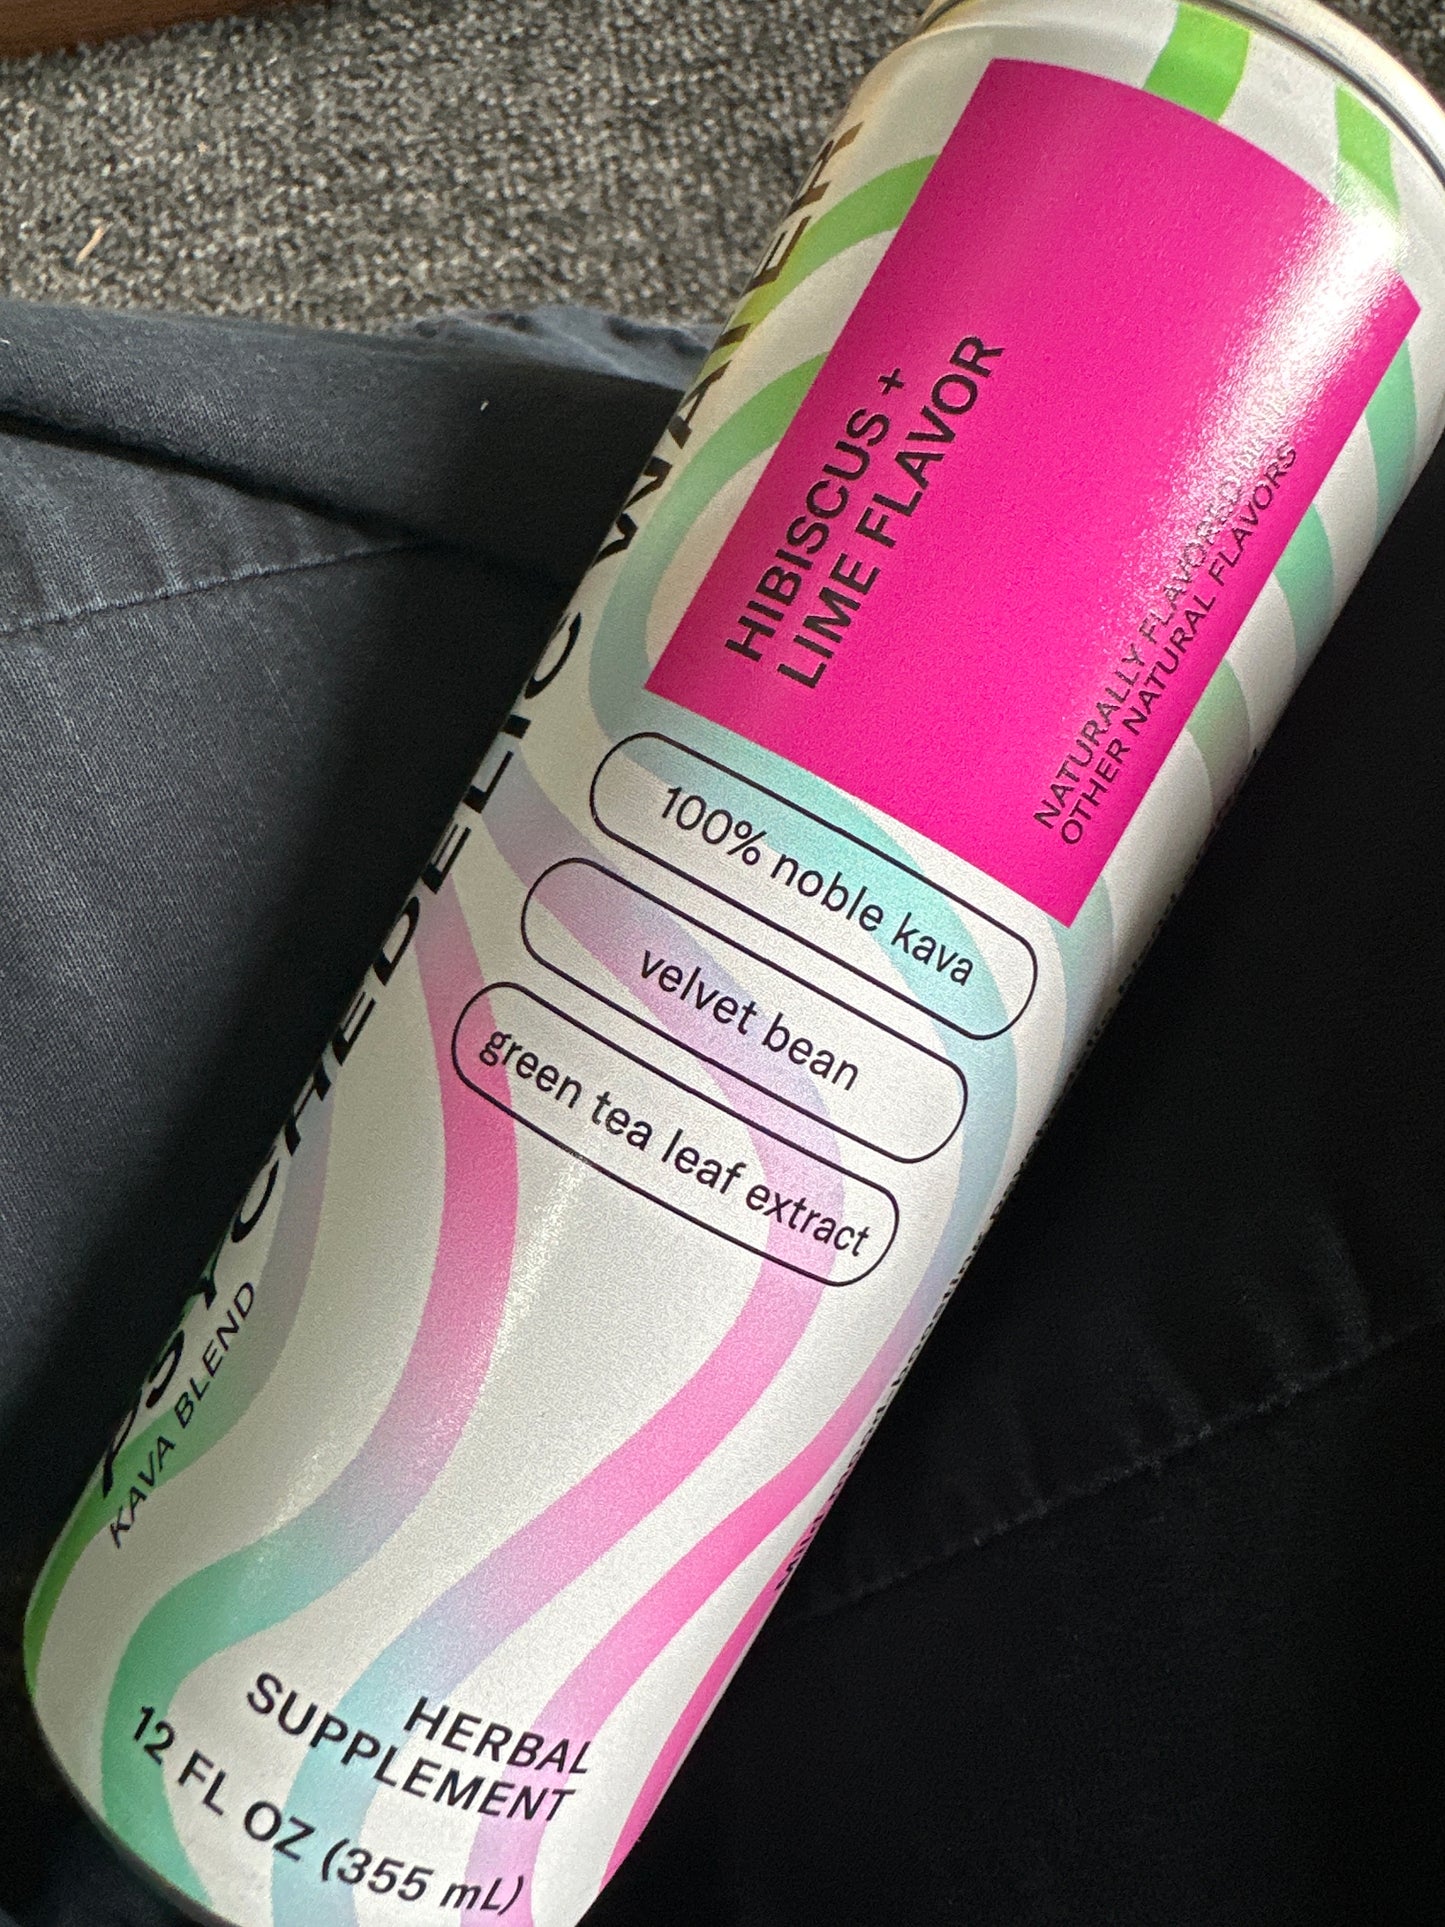 PSYCHEDELIC WATER
KAVA BLEND
HIBISCUS +
LIME FLAVOR
NATURALLY FLAVORED
OTHER NATURAL FLAVORS
100% noble kava
velvet bean
green tea leaf extract
HERBAL
SUPPLEMENT
12 FL OZ (355 mL)